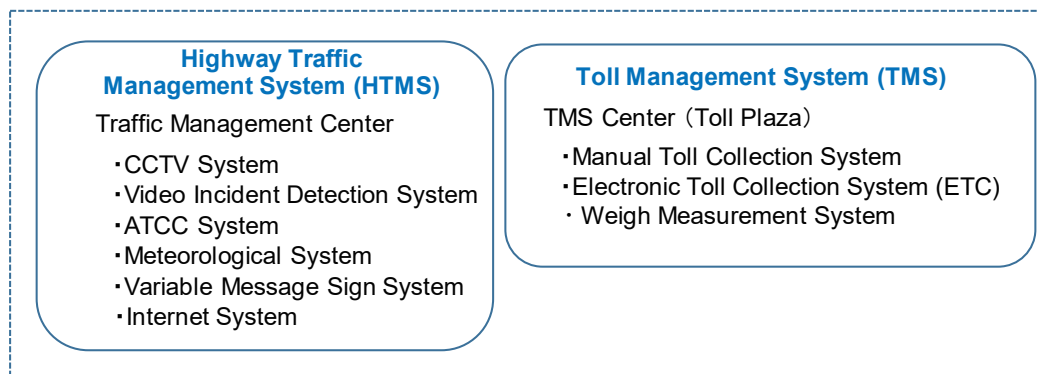 Highway Traffic
Management System (HTMS)
Traffic Management Center
・CCTV System
・Video Incident Detection System
・ATCC System
・Meteorological System
・Variable Message Sign System
・Internet System
Toll Management System (TMS)
TMS Center（Toll Plaza）
・Manual Toll Collection System
・Electronic Toll Collection System (ETC)
・ Weigh Measurement System